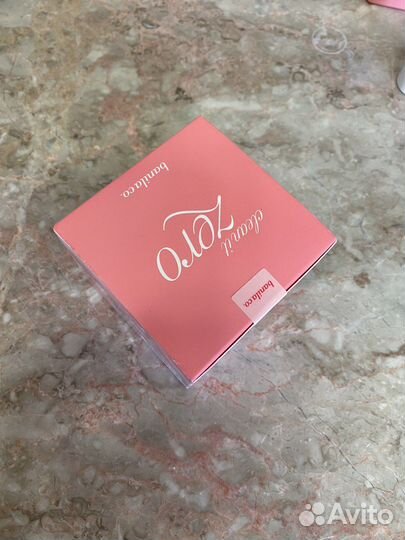 banila co.
clean it
zero
banila co.
Avito